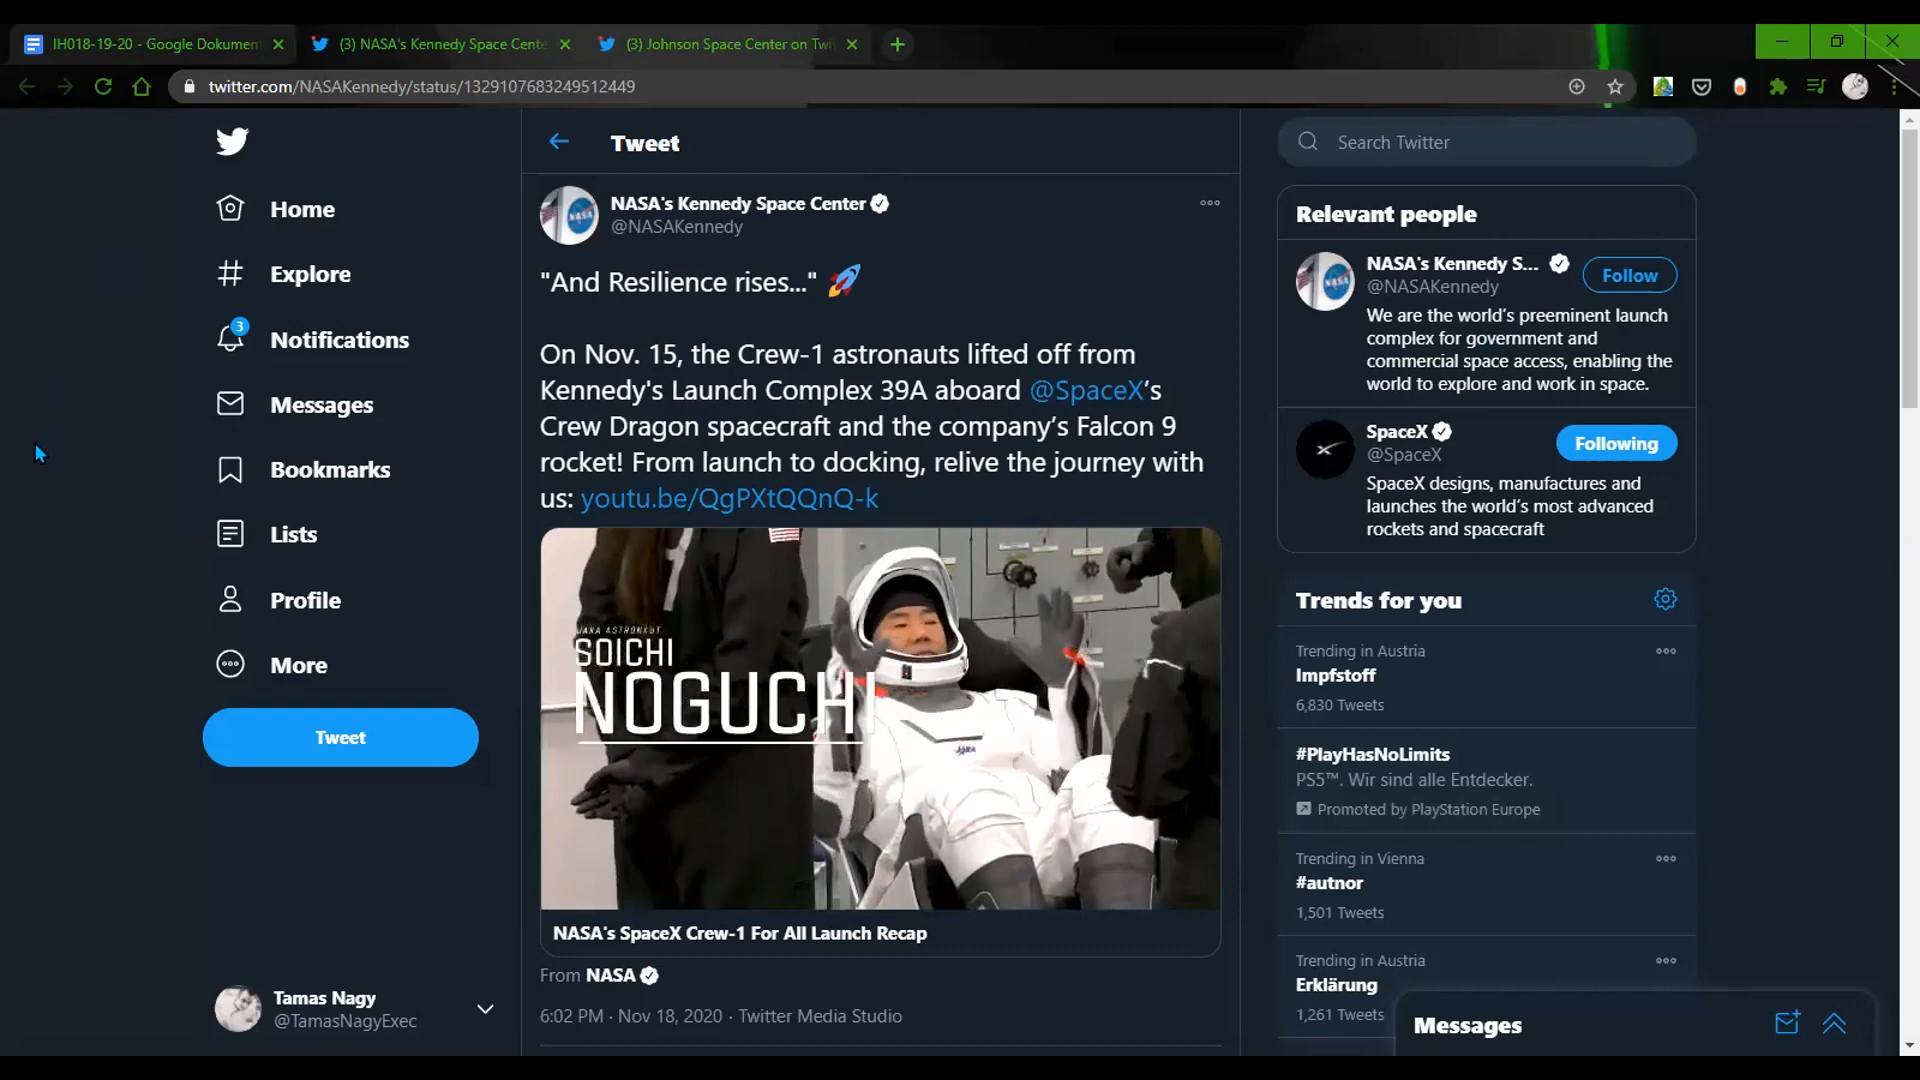 IH018-19-20 - Google Dokument
(3) NASA's Kennedy Space Cente
(3) Johnson Space Center on Twi
twitter.com/NASAKennedy/status/1329107683249512449
Home
Explore
3
Notifications
Messages
Bookmarks
Lists
Profile
More
Tweet
Tamas Nagy
@TamasNagyExec
Tweet
NASA's Kennedy Space Center
@NASAKennedy
"And Resilience rises..." 🚀
On Nov. 15, the Crew-1 astronauts lifted off from
Kennedy's Launch Complex 39A aboard @SpaceX’s
Crew Dragon spacecraft and the company’s Falcon 9
rocket! From launch to docking, relive the journey with
us: youtu.be/QgPXtQQnQ-k
JAXA ASTRONAUT
SOICHI
NOGUCHI
NASA's SpaceX Crew-1 For All Launch Recap
From NASA
6:02 PM · Nov 18, 2020 · Twitter Media Studio
Search Twitter
Relevant people
NASA's Kennedy S...
@NASAKennedy
Follow
We are the world’s preeminent launch
complex for government and
commercial space access, enabling the
world to explore and work in space.
SpaceX
@SpaceX
Following
SpaceX designs, manufactures and
launches the world’s most advanced
rockets and spacecraft
Trends for you
Trending in Austria
Impfstoff
6,830 Tweets
#PlayHasNoLimits
PS5™. Wir sind alle Entdecker.
Promoted by PlayStation Europe
Trending in Vienna
#autnor
1,501 Tweets
Trending in Austria
Erklärung
1,261 Tweets
Messages